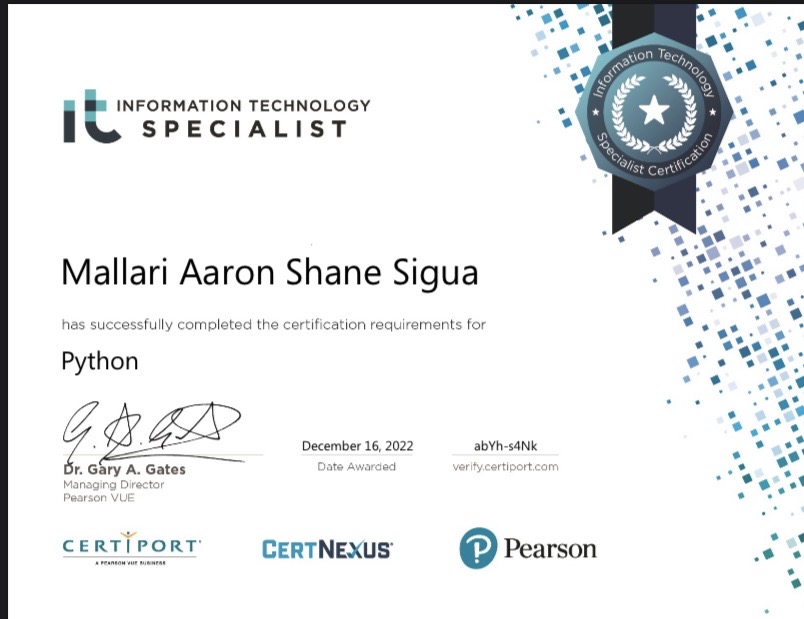 it INFORMATION TECHNOLOGY
SPECIALIST
Information Technology
Specialist Certification
Mallari Aaron Shane Sigua
has successfully completed the certification requirements for
Python
G. A. Gates
Dr. Gary A. Gates
Managing Director
Pearson VUE
December 16, 2022
Date Awarded
abYh-s4Nk
verify.certiport.com
CERTIPORT
A PEARSON VUE BUSINESS
CERTNEXUS
P Pearson